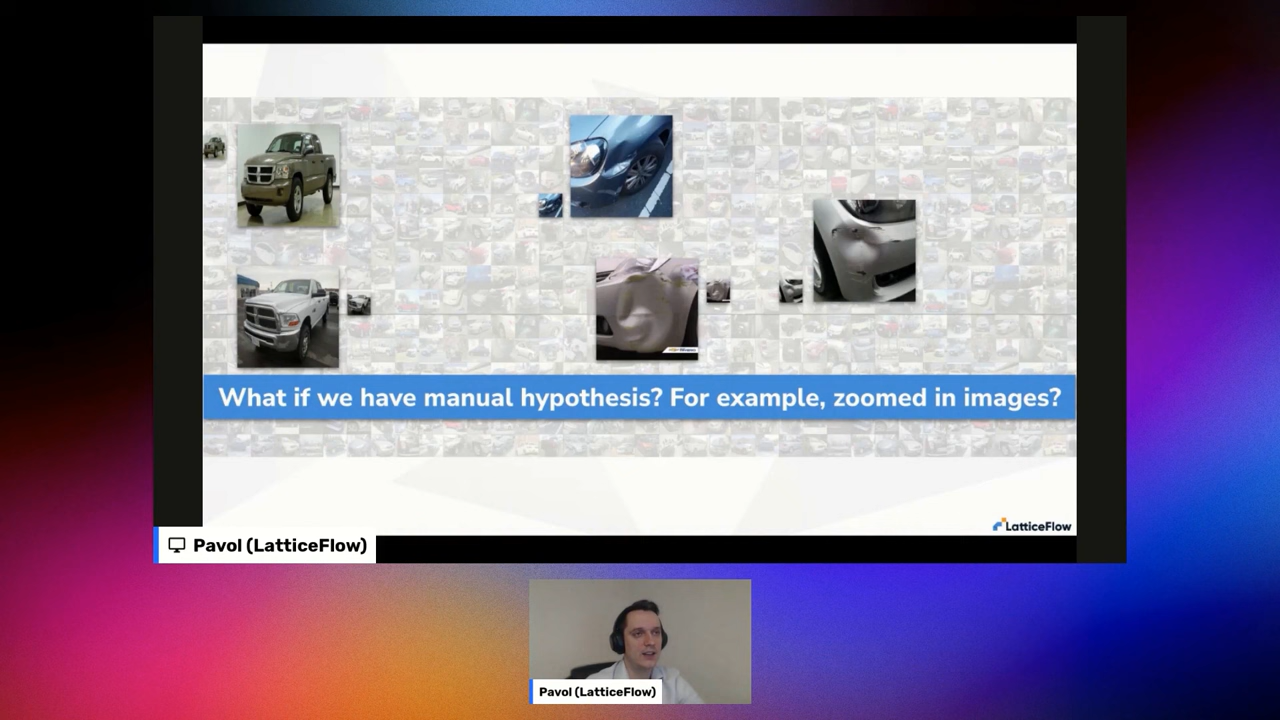 What if we have manual hypothesis? For example, zoomed in images?
LatticeFlow
Pavol (LatticeFlow)
Pavol (LatticeFlow)